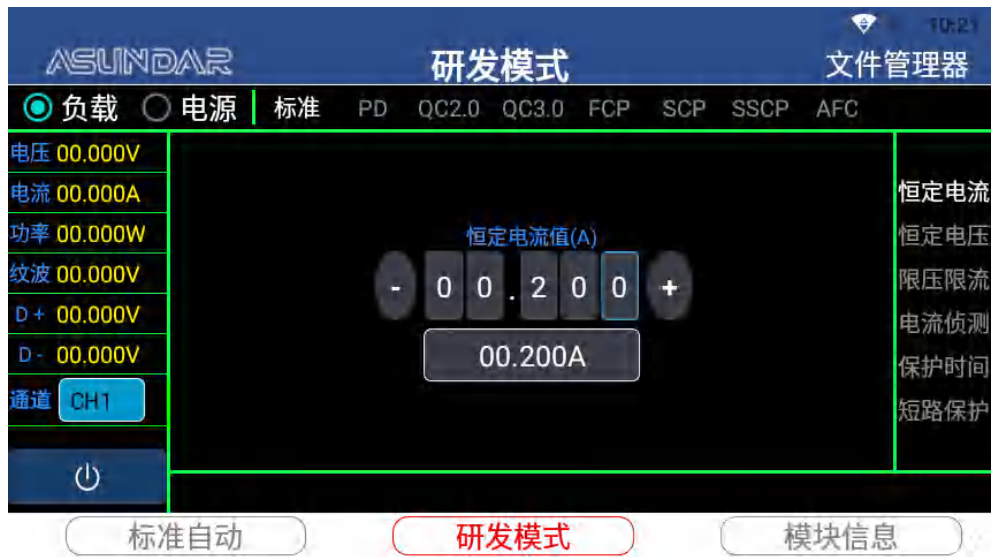 10:21
ASUNDAR 研发模式 文件管理器
负载 电源 标准 PD QC2.0 QC3.0 FCP SCP SSCP AFC
电压 00.000V
电流 00.000A
功率 00.000W
纹波 00.000V
D+ 00.000V
D- 00.000V
通道 CH1
恒定电流值(A)
- 0 0 . 2 0 0 +
00.200A
恒定电流
恒定电压
限压限流
电流侦测
保护时间
短路保护
标准自动 研发模式 模块信息